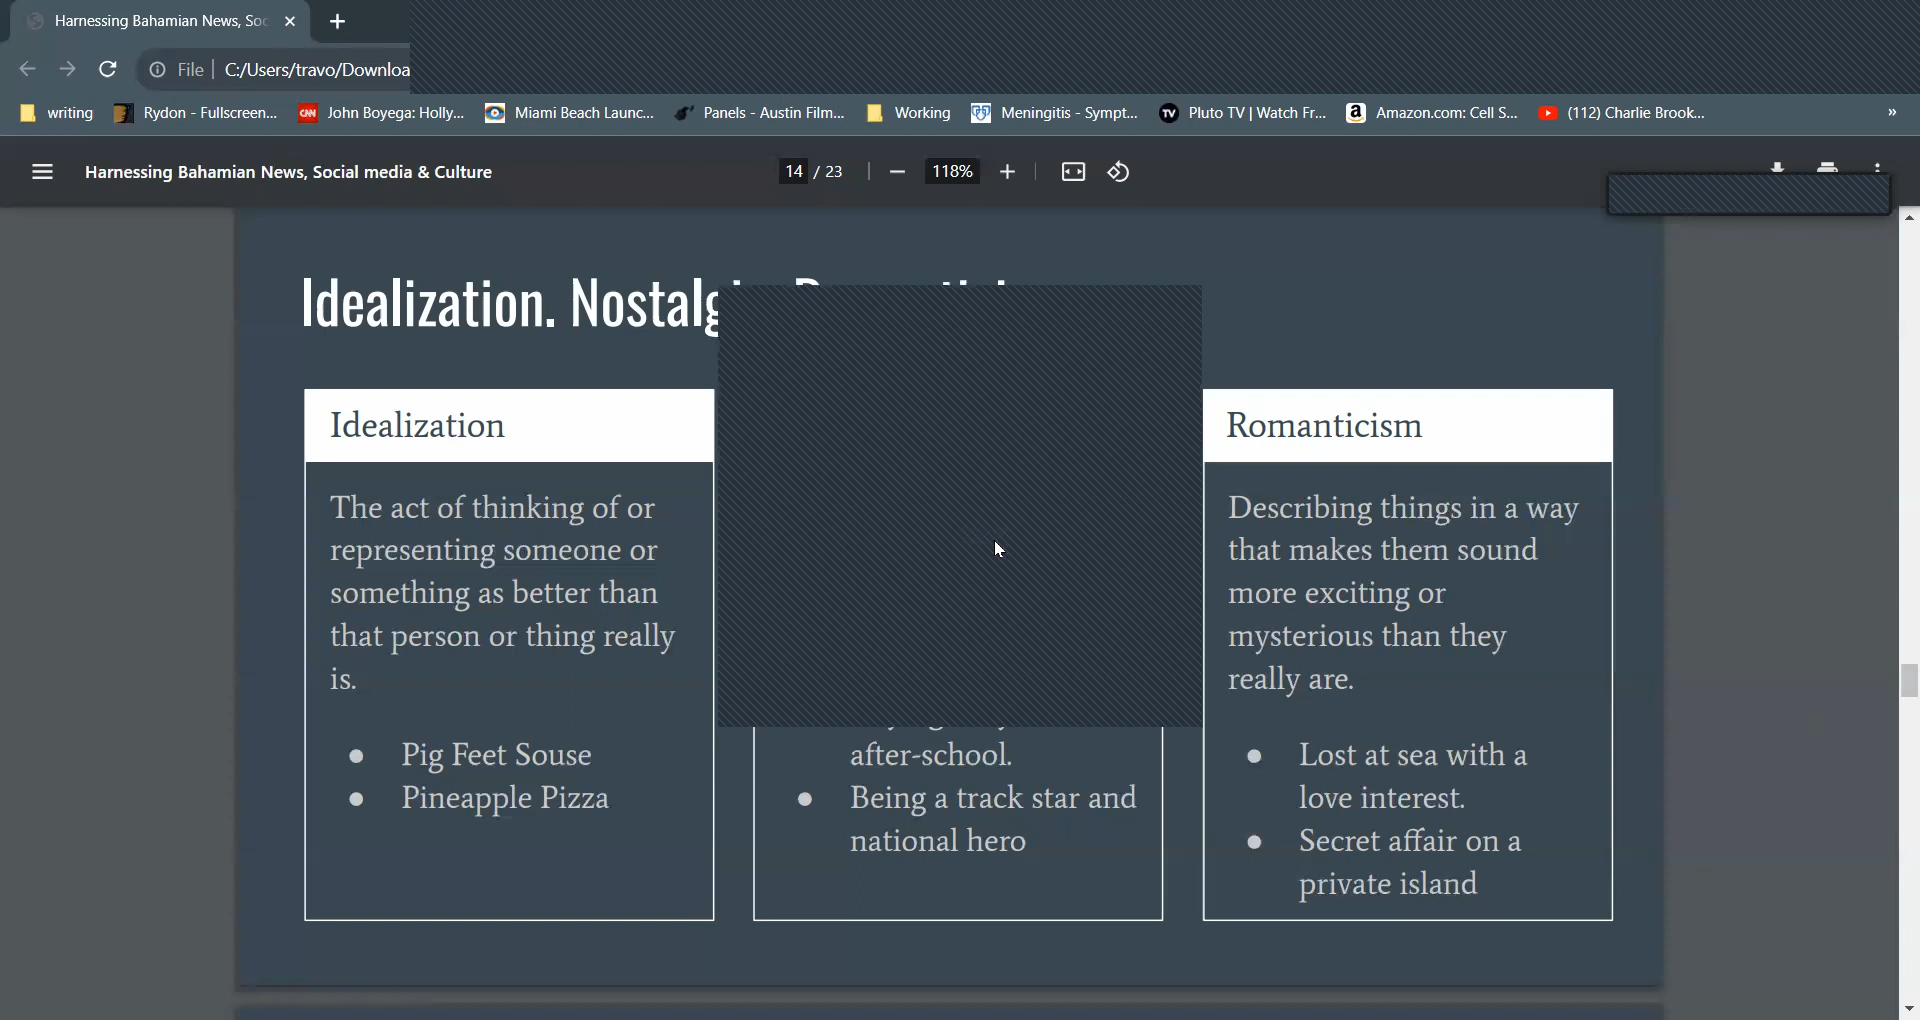 Harnessing Bahamian News, Soc
File
C:/Users/travo/Downloa
writing
Rydon - Fullscreen...
CNN
John Boyega: Holly...
Miami Beach Launc...
Panels - Austin Film...
Working
Meningitis - Sympt...
TV
Pluto TV | Watch Fr...
a
Amazon.com: Cell S...
(112) Charlie Brook...
»
Harnessing Bahamian News, Social media & Culture
14 / 23
118%
Idealization.
Idealization
The act of thinking of or
representing someone or
something as better than
that person or thing really
is.
● Pig Feet Souse
● Pineapple Pizza
after-school.
● Being a track star and
national hero
Romanticism
Describing things in a way
that makes them sound
more exciting or
mysterious than they
really are.
● Lost at sea with a
love interest.
● Secret affair on a
private island